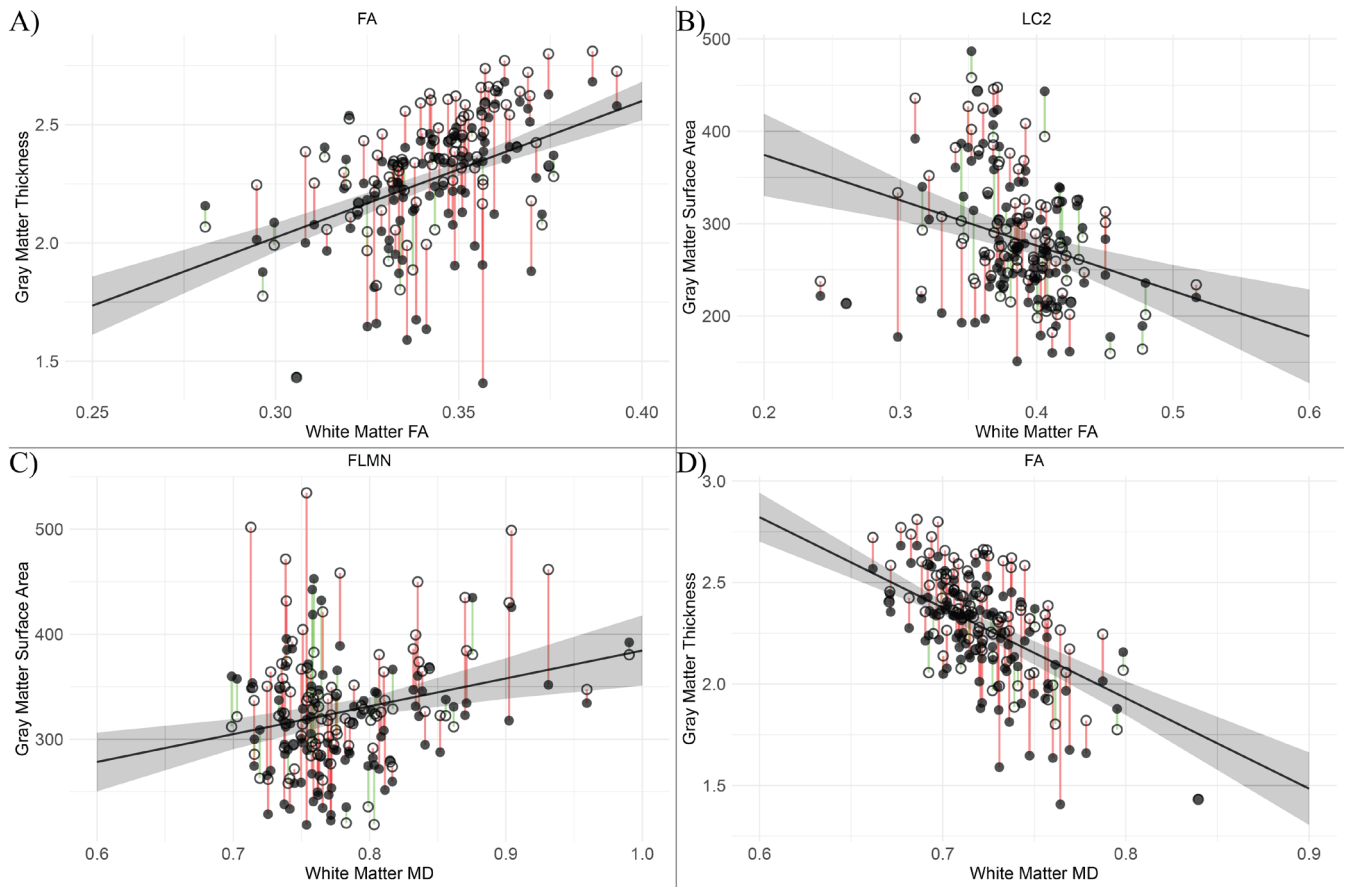 A)
FA
Gray Matter Thickness
2.5
2.0
1.5
0.25
0.30
0.35
0.40
White Matter FA
B)
LC2
Gray Matter Surface Area
500
400
300
200
0.2
0.3
0.4
0.5
0.6
White Matter FA
C)
FLMN
Gray Matter Surface Area
500
400
300
0.6
0.7
0.8
0.9
1.0
White Matter MD
D)
FA
Gray Matter Thickness
3.0
2.5
2.0
1.5
0.6
0.7
0.8
0.9
White Matter MD